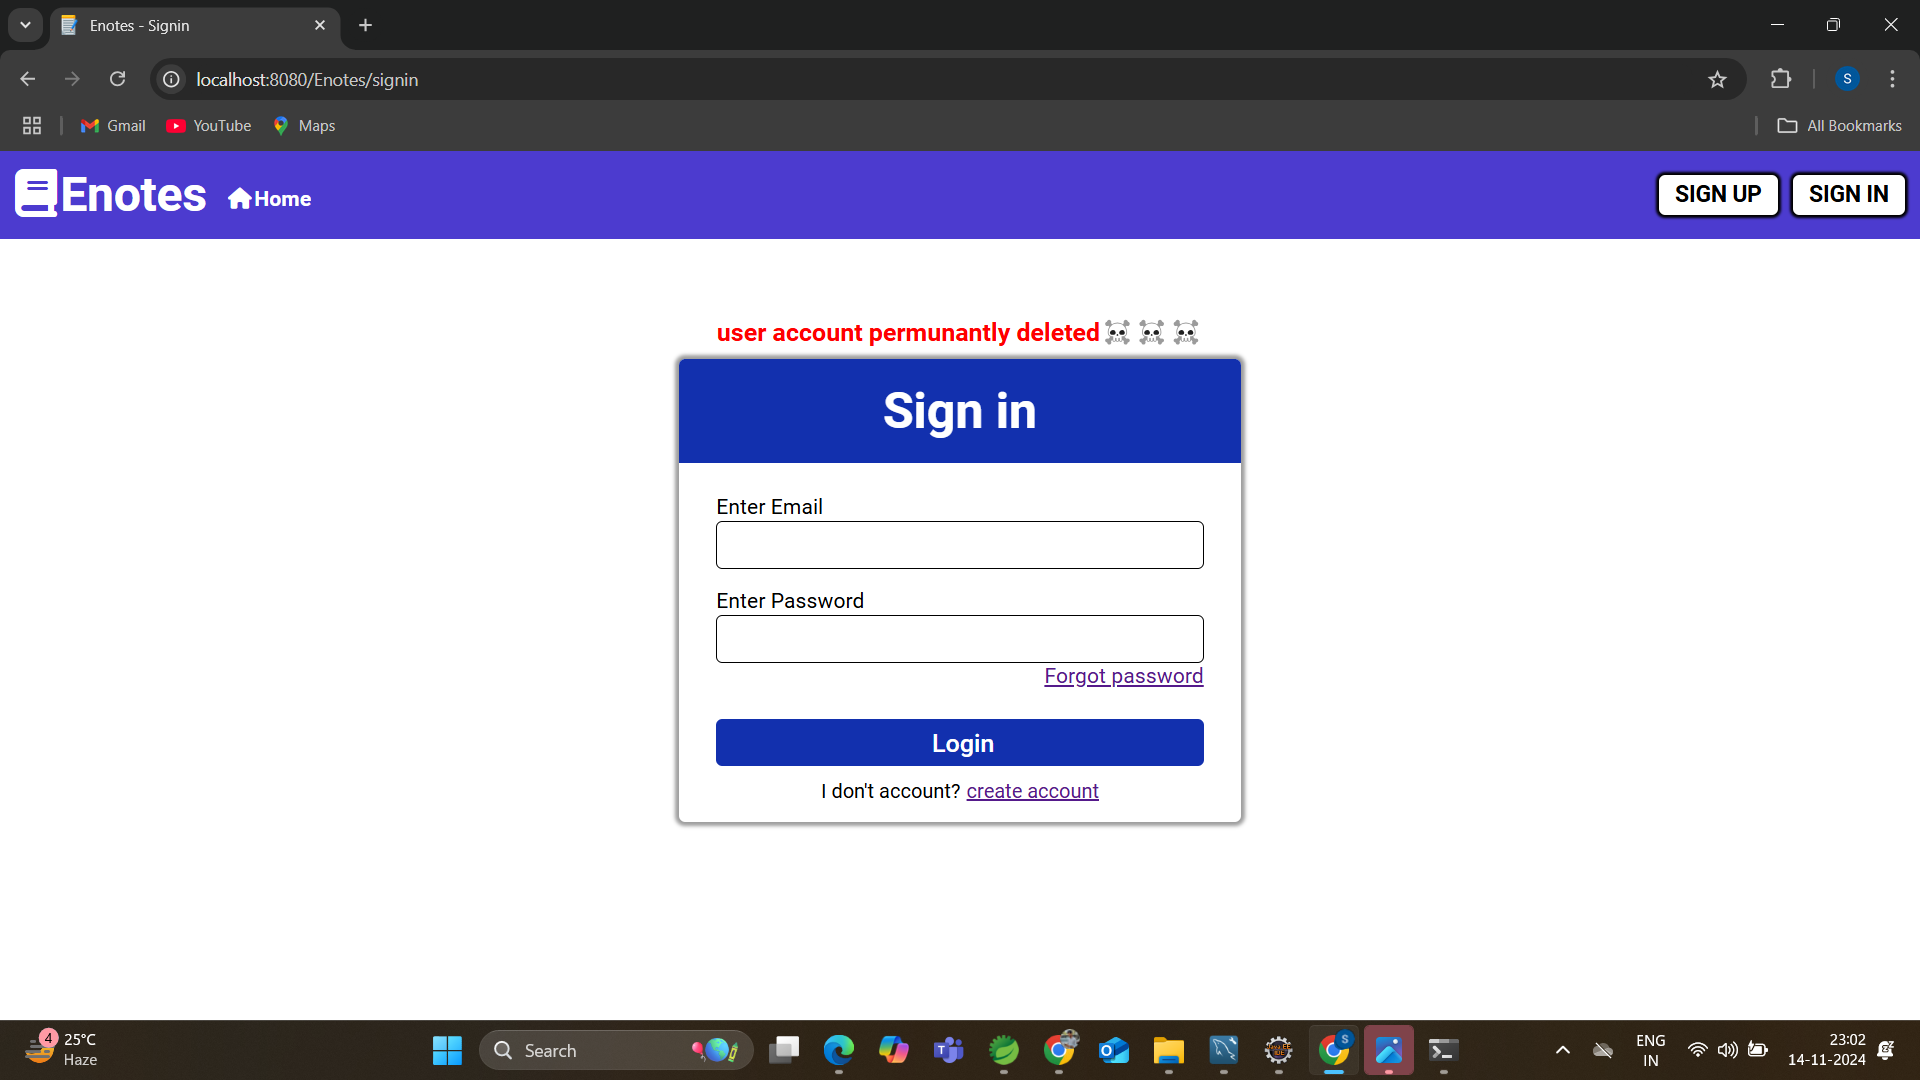 Enotes - Signin
localhost:8080/Enotes/signin
S
Gmail YouTube Maps All Bookmarks
Enotes Home SIGN UP SIGN IN
user account permunantly deleted☠️☠️☠️
Sign in
Enter Email
Enter Password
Forgot password
Login
I don't account? create account
4 25°C
Haze
Search
ENG
IN
23:02
14-11-2024